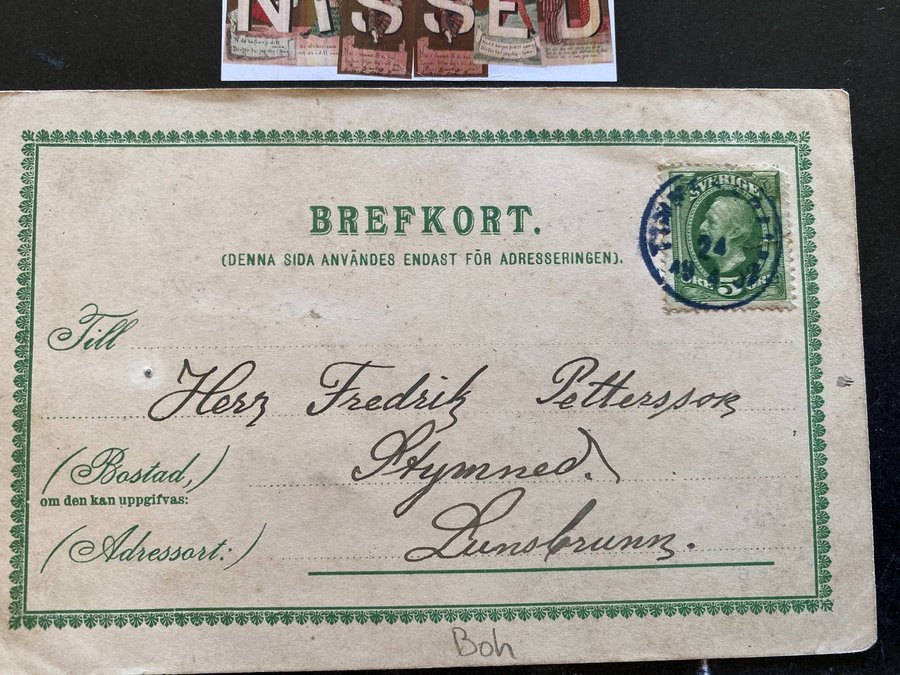 NISSED
BREFKORT.
(DENNA SIDA ANVÄNDES ENDAST FÖR ADRESSERINGEN).
SVERIGE
24
5
Till
Herr Fredrik Pettersson
(Bostad,)
Stymned.
om den kan uppgifvas:
(Adressort:)
Lunsbrunn.
Boh